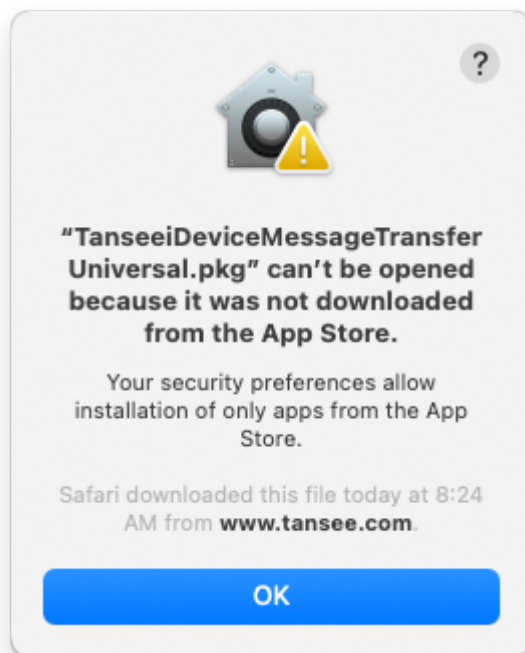 ?
“TanseeiDeviceMessageTransfer
Universal.pkg” can’t be opened
because it was not downloaded
from the App Store.
Your security preferences allow
installation of only apps from the App
Store.
Safari downloaded this file today at 8:24
AM from www.tansee.com.
OK